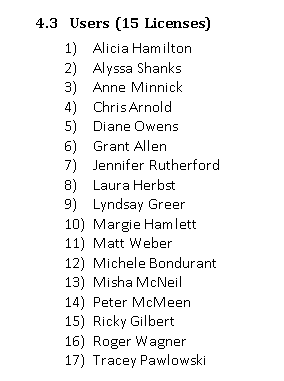 4.3 Users (15 Licenses)
1) Alicia Hamilton
2) Alyssa Shanks
3) Anne Minnick
4) Chris Arnold
5) Diane Owens
6) Grant Allen
7) Jennifer Rutherford
8) Laura Herbst
9) Lyndsay Greer
10) Margie Hamlett
11) Matt Weber
12) Michele Bondurant
13) Misha McNeil
14) Peter McMeen
15) Ricky Gilbert
16) Roger Wagner
17) Tracey Pawlowski